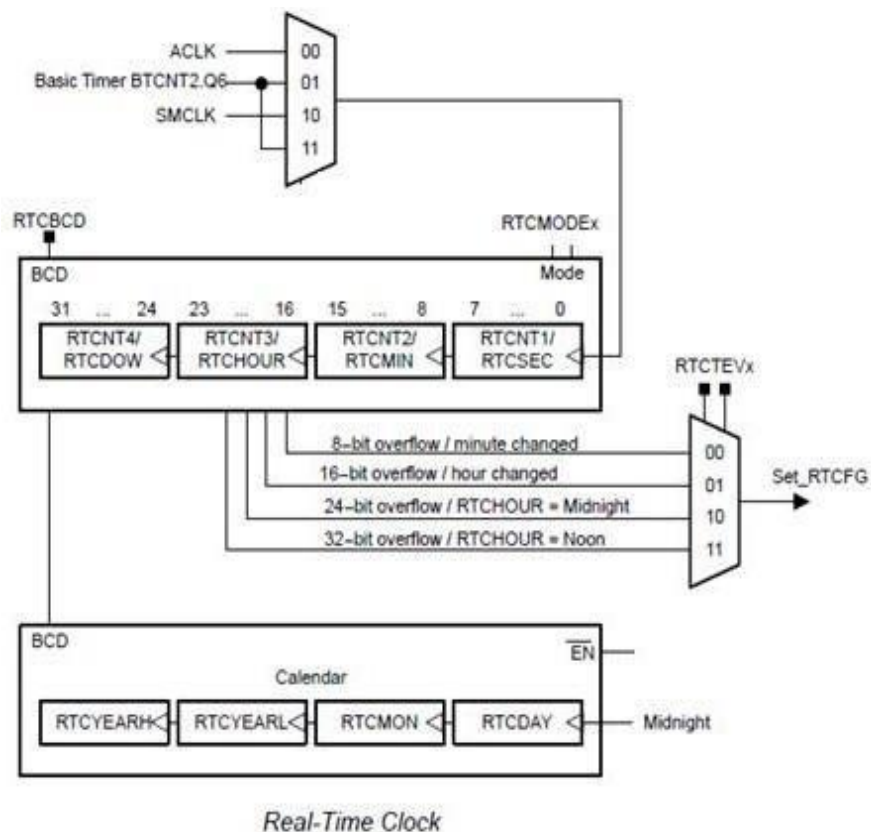 ACLK
00
Basic Timer BTCNT2.Q6
01
SMCLK
10
11
RTCBCD
RTCMODEx
BCD
Mode
31 ... 24 23 ... 16 15 ... 8 7 ... 0
RTCNT4/ RTCNT3/ RTCNT2/ RTCNT1/
RTCDOW RTCHOUR RTCMIN RTCSEC
RTCTEVx
8–bit overflow / minute changed
00
16–bit overflow / hour changed
01
Set_RTCFG
24–bit overflow / RTCHOUR = Midnight
10
32–bit overflow / RTCHOUR = Noon
11
BCD
EN
Calendar
RTCYEARH RTCYEARL RTCMON RTCDAY Midnight
Real-Time Clock